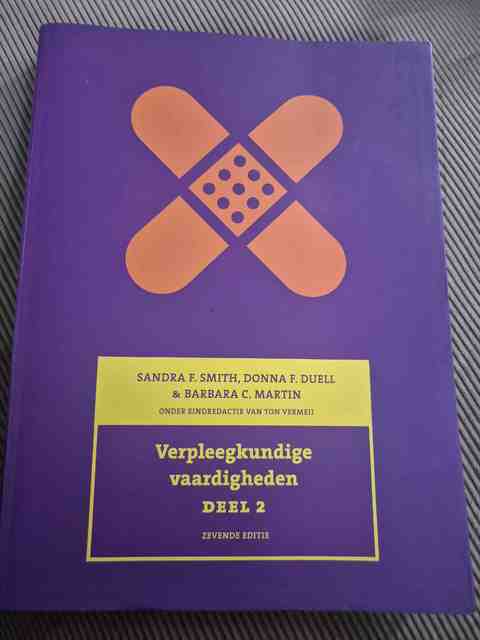 SANDRA F. SMITH, DONNA F. DUELL
& BARBARA C. MARTIN
ONDER EINDREDACTIE VAN TON VERMEIJ
Verpleegkundige
vaardigheden
DEEL 2
ZEVENDE EDITIE